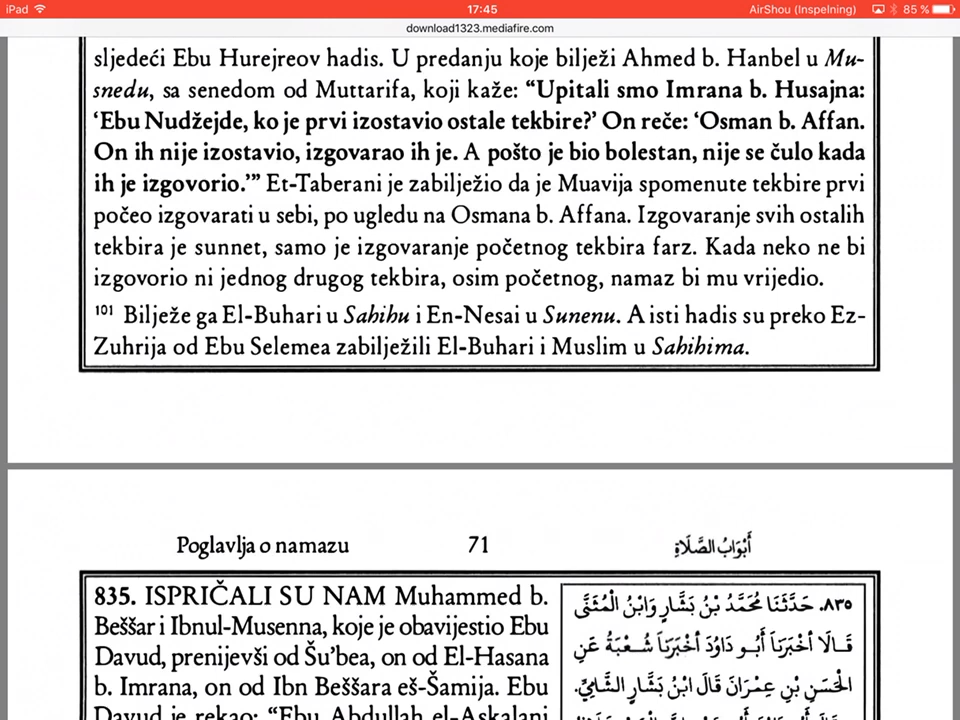 iPad 17:45 AirShou (Inspelning) 85 %
download1323.mediafire.com
sljedeći Ebu Hurejreov hadis. U predanju koje bilježi Ahmed b. Hanbel u Mu-
snedu, sa senedom od Muttarifa, koji kaže: “Upitali smo Imrana b. Husajna:
‘Ebu Nudžejde, ko je prvi izostavio ostale tekbire?’ On reče: ‘Osman b. Affan.
On ih nije izostavio, izgovarao ih je. A pošto je bio bolestan, nije se čulo kada
ih je izgovorio.’” Et-Taberani je zabilježio da je Muavija spomenute tekbire prvi
počeo izgovarati u sebi, po ugledu na Osmana b. Affana. Izgovaranje svih ostalih
tekbira je sunnet, samo je izgovaranje početnog tekbira farz. Kada neko ne bi
izgovorio ni jednog drugog tekbira, osim početnog, namaz bi mu vrijedio.
101 Bilježe ga El-Buhari u Sahihu i En-Nesai u Sunenu. A isti hadis su preko Ez-
Zuhrija od Ebu Selemea zabilježili El-Buhari i Muslim u Sahihima.
Poglavlja o namazu 71 أَبْوَابُ الصَّلَاةِ
835. ISPRIČALI SU NAM Muhammed b.
Beššar i Ibnul-Musenna, koje je obavijestio Ebu
Davud, prenijevši od Šu’bea, on od El-Hasana
b. Imrana, on od Ibn Beššara eš-Šamija. Ebu
Davud je rekao: “Ebu Abdullah el-Askalani
٨٣٥. حَدَّثَنَا مُحَمَّدُ بْنُ بَشَّارٍ وَابْنُ الْمُثَنَّى
قَالَا أَخْبَرَنَا أَبُو دَاوُدَ أَخْبَرَنَا شُعْبَةُ عَنِ
الْحَسَنِ بْنِ عِمْرَانَ قَالَ ابْنُ بَشَّارٍ الشَّامِيِّ.